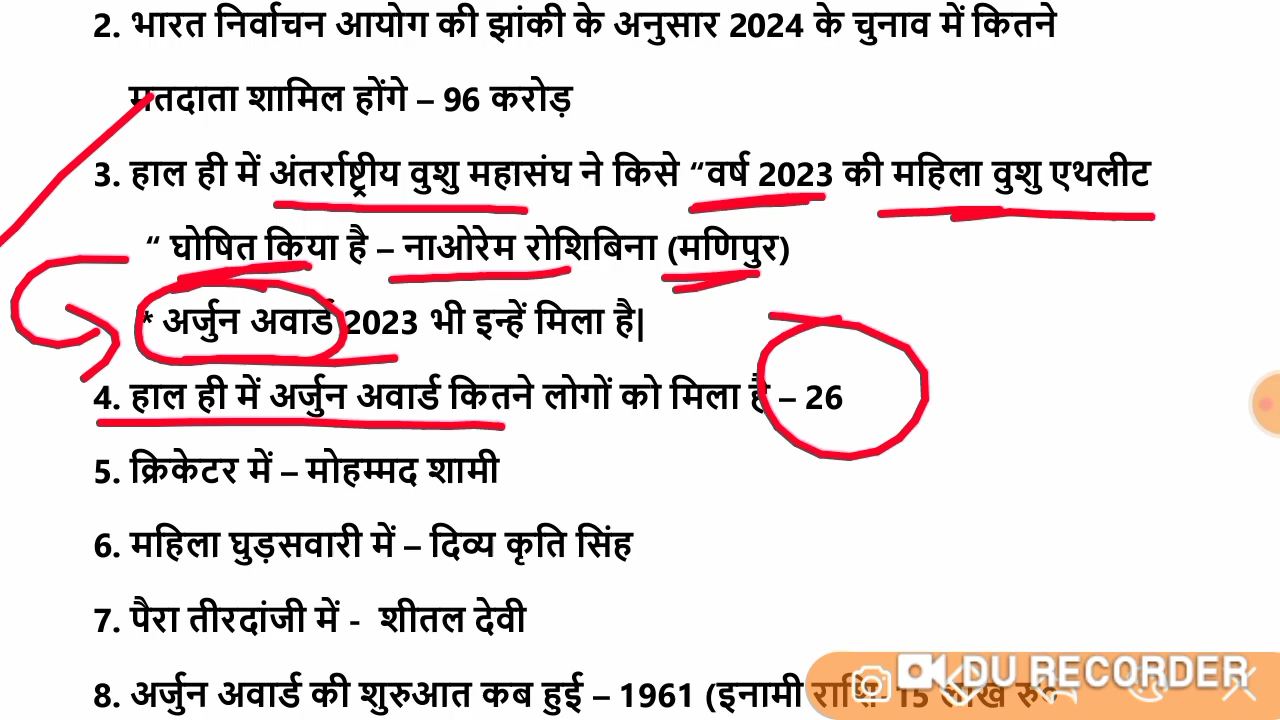 2. भारत निर्वाचन आयोग की झांकी के अनुसार 2024 के चुनाव में कितने
मतदाता शामिल होंगे – 96 करोड़
3. हाल ही में अंतर्राष्ट्रीय वुशु महासंघ ने किसे “वर्ष 2023 की महिला वुशु एथलीट
“ घोषित किया है – नाओरेम रोशिबिना (मणिपुर)
* अर्जुन अवार्ड 2023 भी इन्हें मिला है|
4. हाल ही में अर्जुन अवार्ड कितने लोगों को मिला है – 26
5. क्रिकेटर में – मोहम्मद शामी
6. महिला घुड़सवारी में – दिव्य कृति सिंह
7. पैरा तीरदांजी में - शीतल देवी
8. अर्जुन अवार्ड की शुरुआत कब हुई – 1961 (इनामी राशि 15 लाख रु०
DU RECORDER